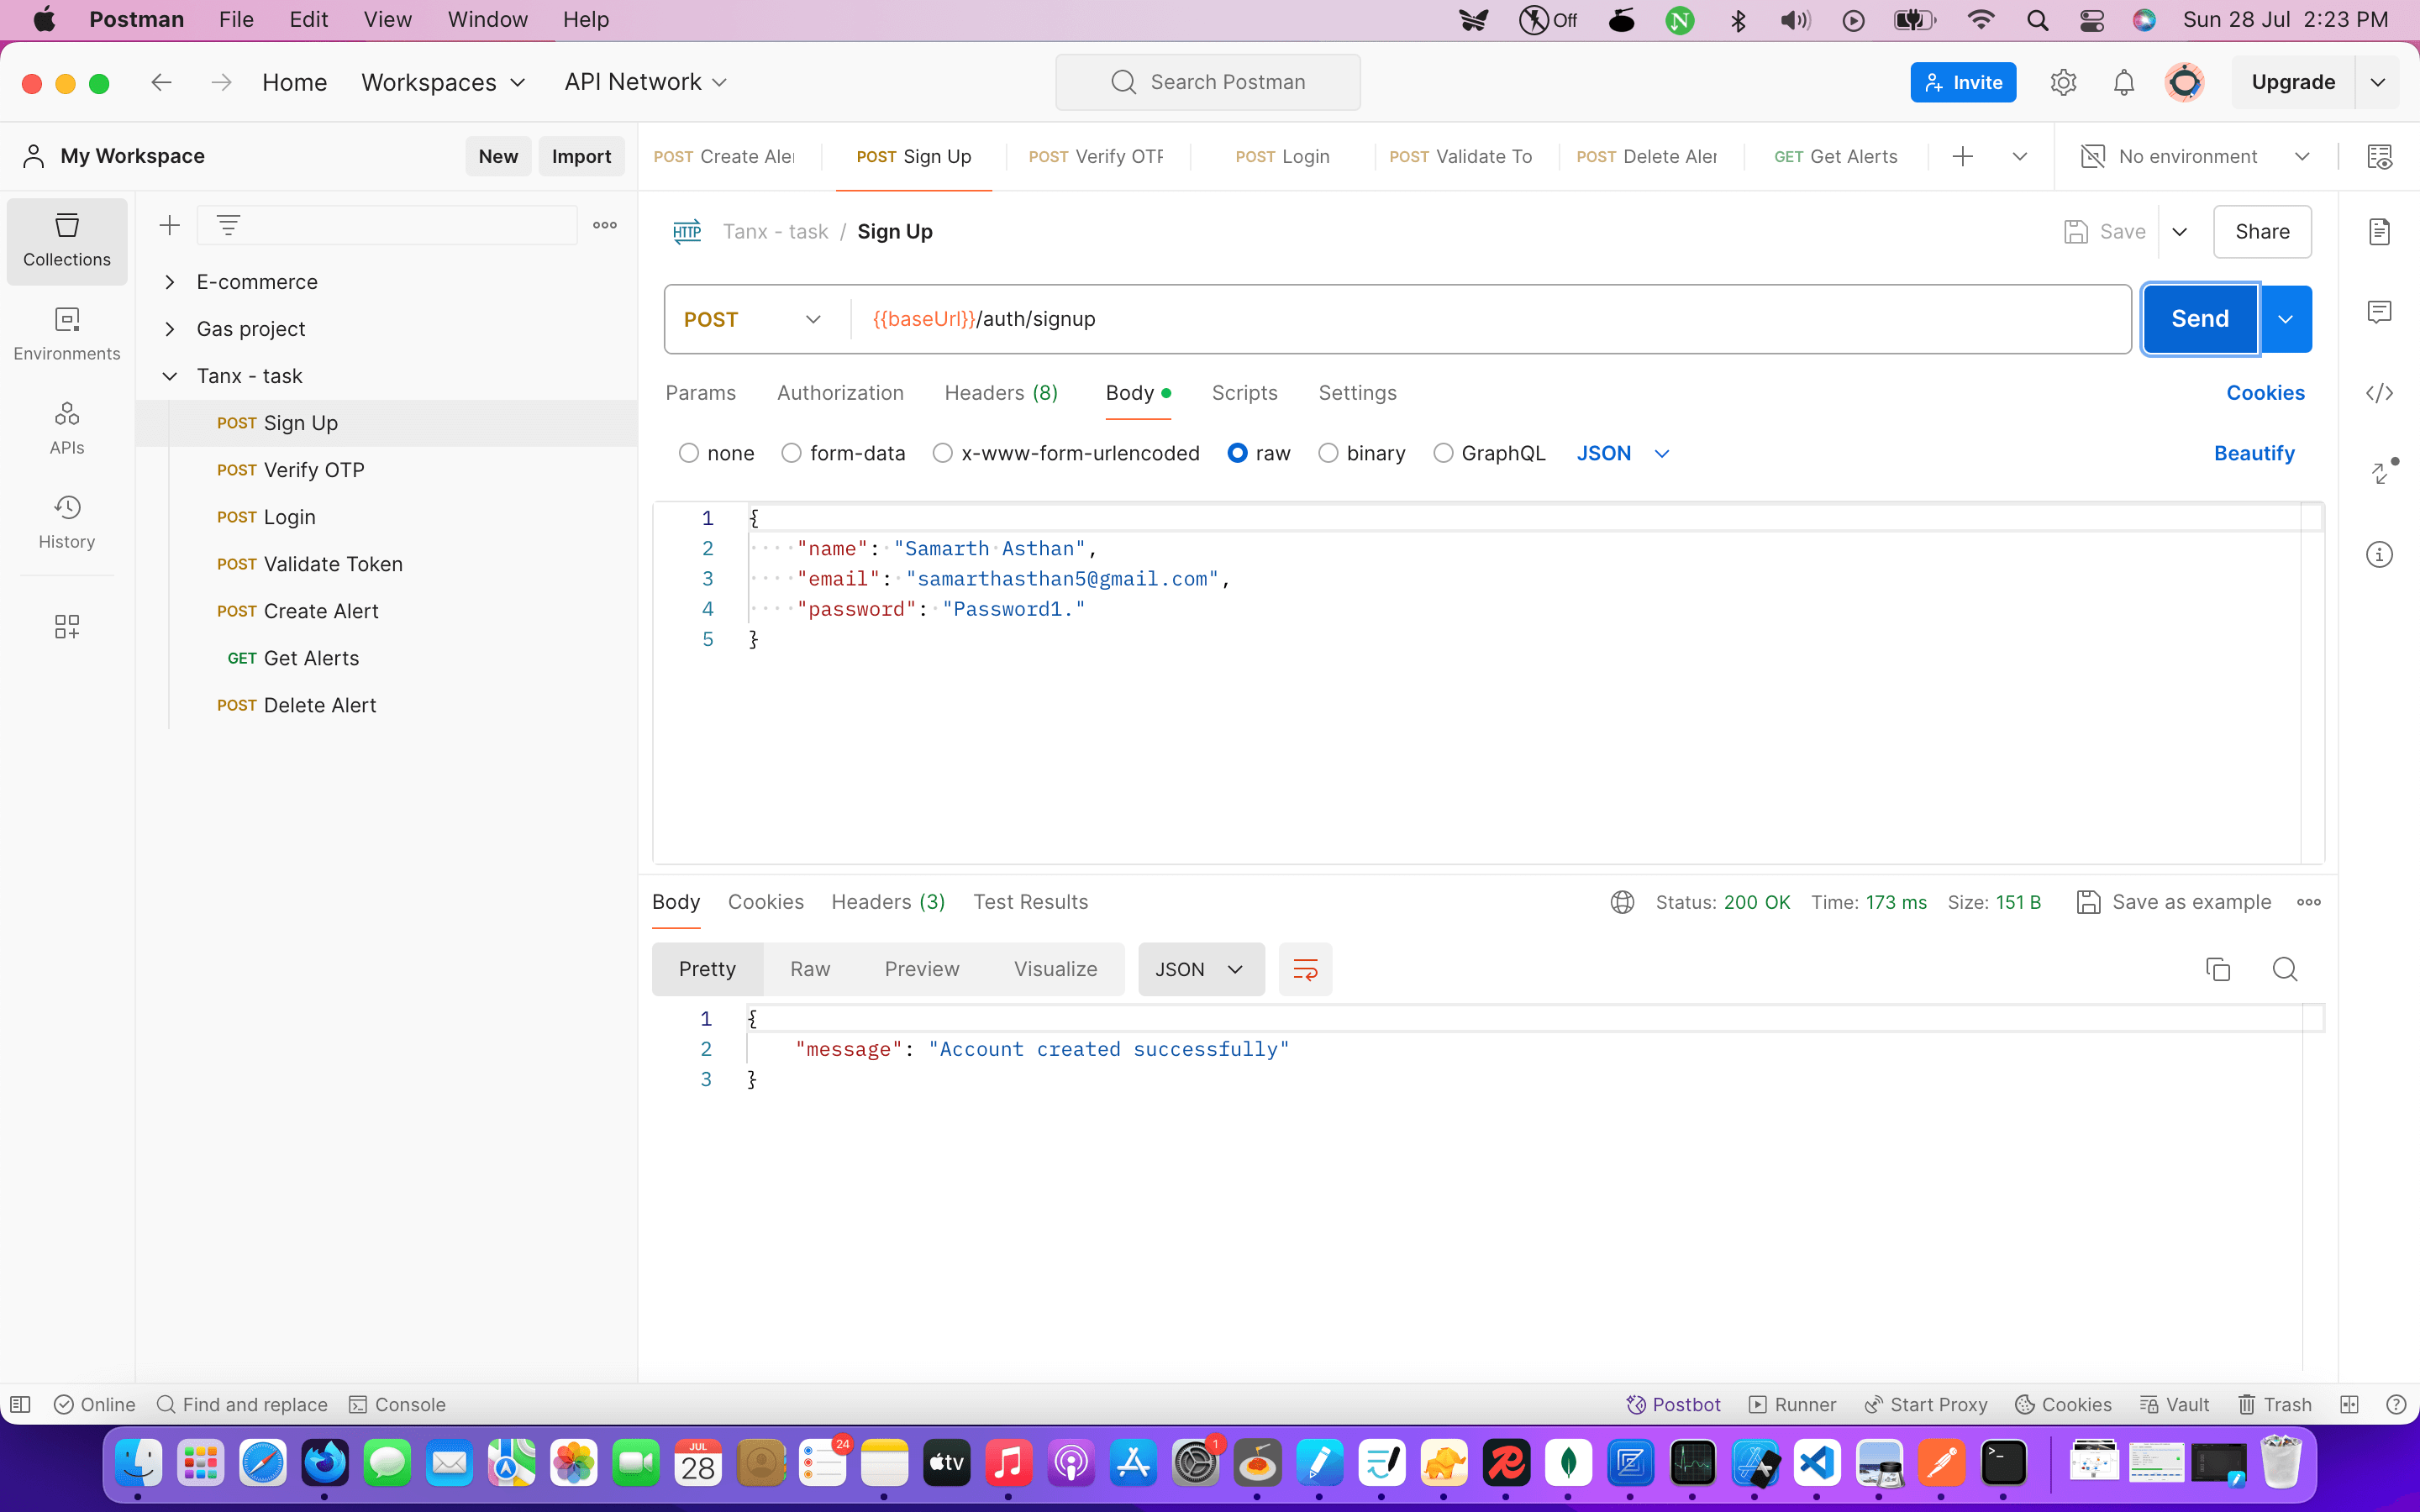 Postman File Edit View Window Help
Off
Sun 28 Jul 2:23 PM
Home Workspaces API Network
Search Postman
Invite
Upgrade
My Workspace
New Import
POST Create Aler
POST Sign Up
POST Verify OTP
POST Login
POST Validate To
POST Delete Aler
GET Get Alerts
No environment
Collections
Environments
APIs
History
E-commerce
Gas project
Tanx - task
POST Sign Up
POST Verify OTP
POST Login
POST Validate Token
POST Create Alert
GET Get Alerts
POST Delete Alert
HTTP Tanx - task / Sign Up
Save Share
POST {{baseUrl}}/auth/signup
Send
Params Authorization Headers (8) Body Scripts Settings
Cookies
none form-data x-www-form-urlencoded raw binary GraphQL JSON
Beautify
1 {
2 ····"name":·"Samarth·Asthan",
3 ····"email":·"samarthasthan5@gmail.com",
4 ····"password":·"Password1."
5 }
Body Cookies Headers (3) Test Results
Status: 200 OK Time: 173 ms Size: 151 B Save as example
Pretty Raw Preview Visualize JSON
1 {
2 "message": "Account created successfully"
3 }
Online Find and replace Console
Postbot Runner Start Proxy Cookies Vault Trash
JUL
28
24
tv
1